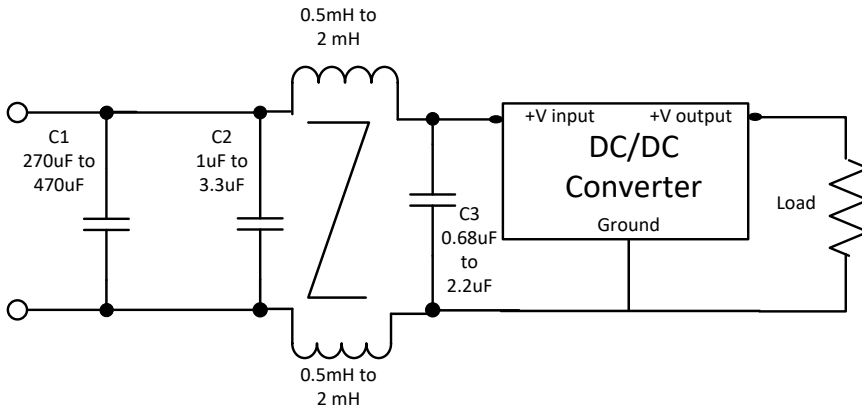 0.5mH to
2 mH
C1
270uF to
470uF
C2
1uF to
3.3uF
C3
0.68uF
to
2.2uF
+V input
+V output
DC/DC
Converter
Ground
Load
0.5mH to
2 mH